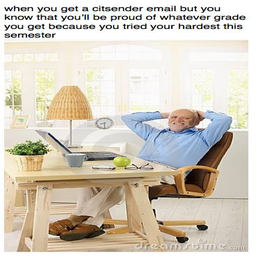 when you get a citsender email but you
know that you'll be proud of whatever grade
you get because you tried your hardest this
semester
dreamstime